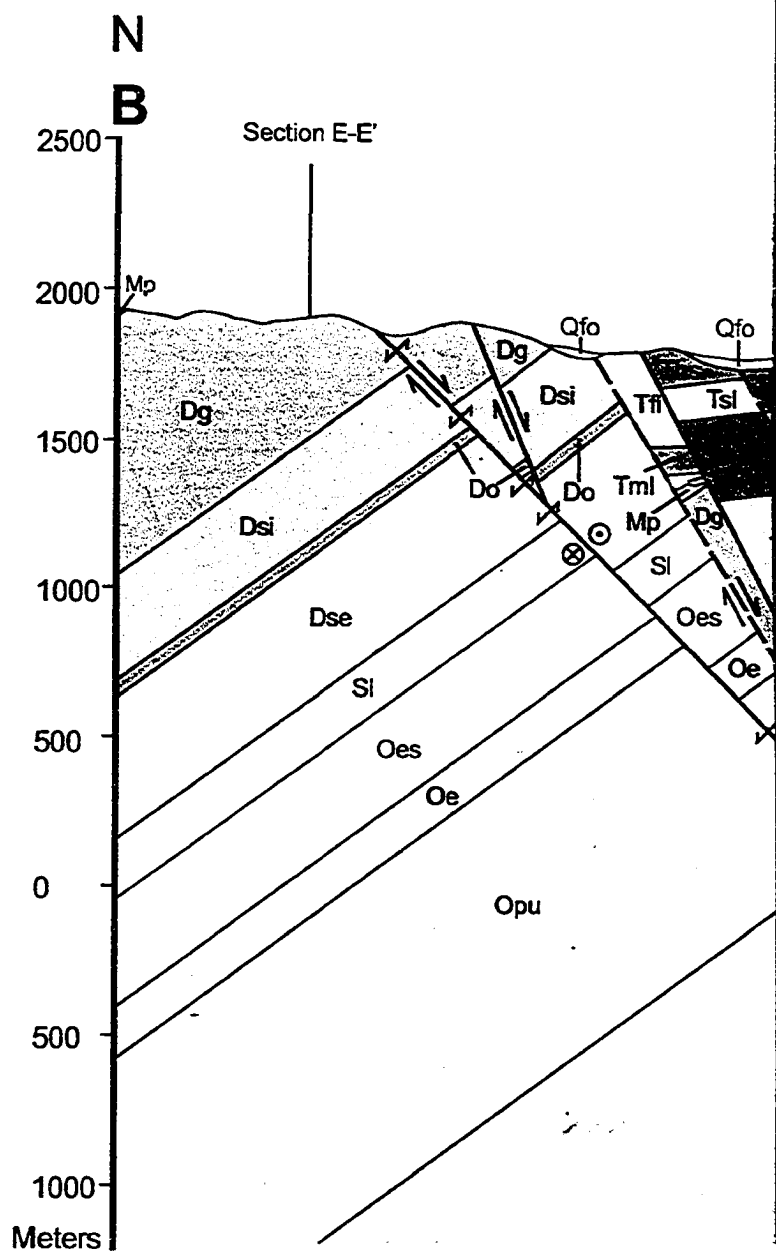 N
B
Section E-E'
2500
2000
Mp
Qfo
Qfo
Dg
Dsi
Tfl
Tsl
Dg
1500
Do
Do
Tml
Mp
Dg
Dsi
Sl
1000
Dse
Oes
Oe
Sl
500
Oes
Oe
0
Opu
500
1000
Meters